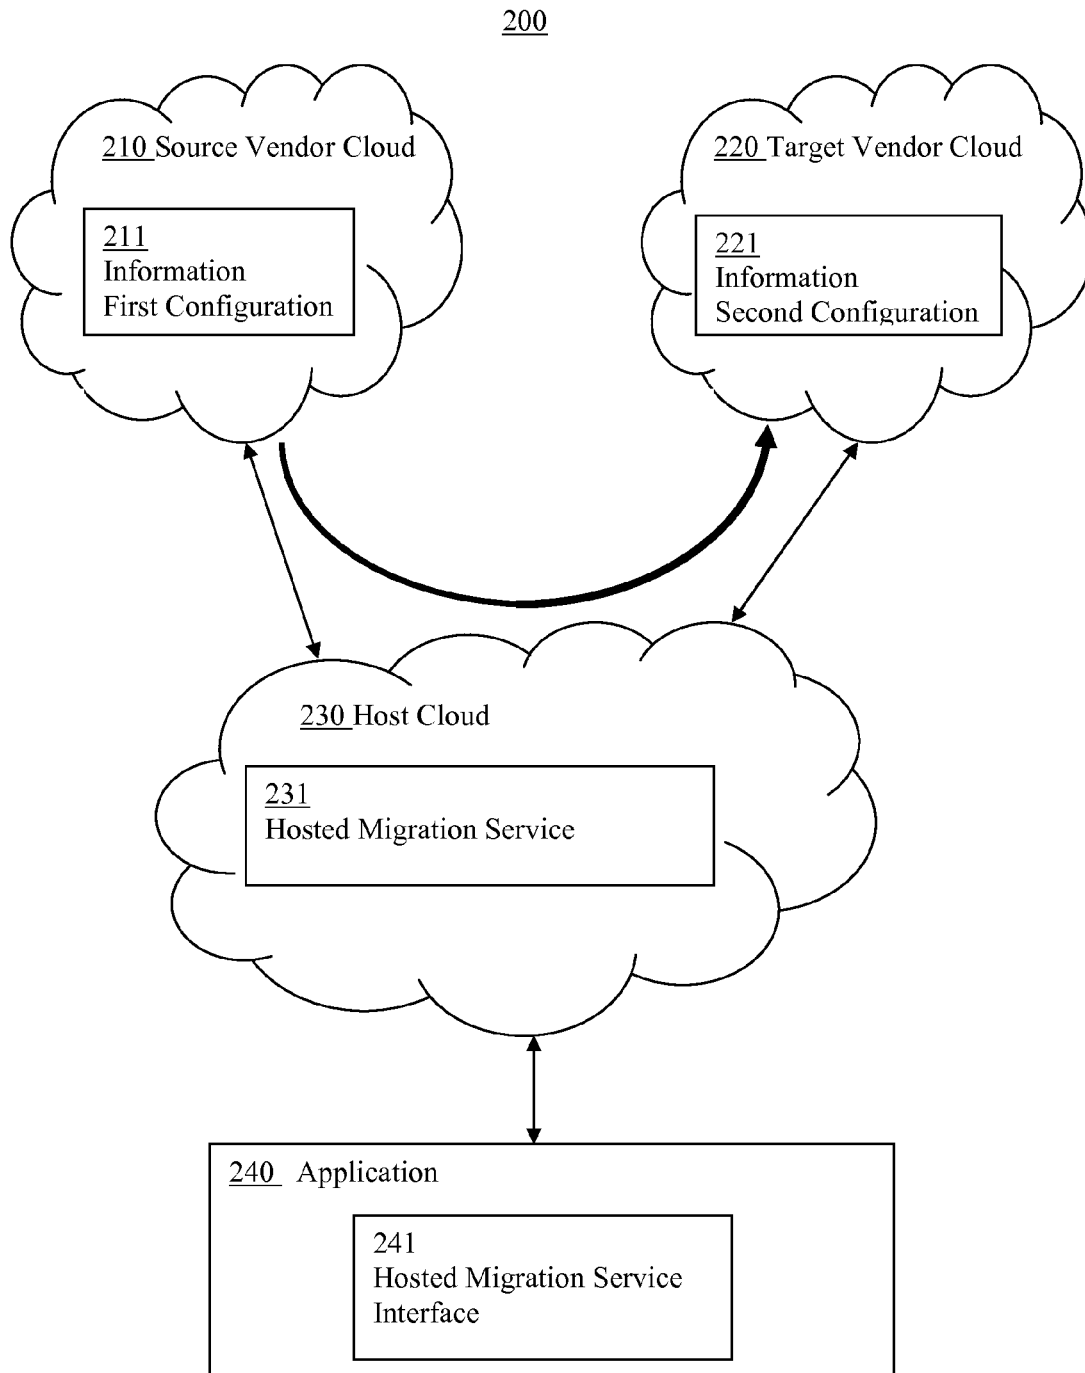 200
210 Source Vendor Cloud
211
Information
First Configuration
220 Target Vendor Cloud
221
Information
Second Configuration
230 Host Cloud
231
Hosted Migration Service
240 Application
241
Hosted Migration Service
Interface